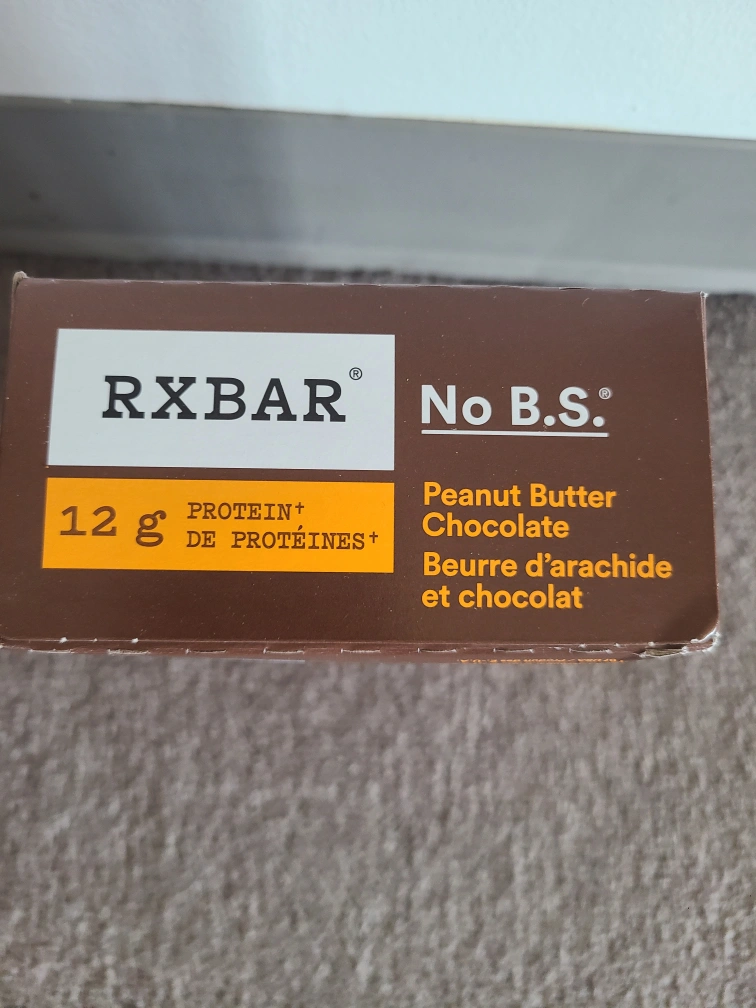 RXBAR®
No B.S.®
12 g
PROTEIN†
DE PROTÉINES†
Peanut Butter
Chocolate
Beurre d'arachide
et chocolat